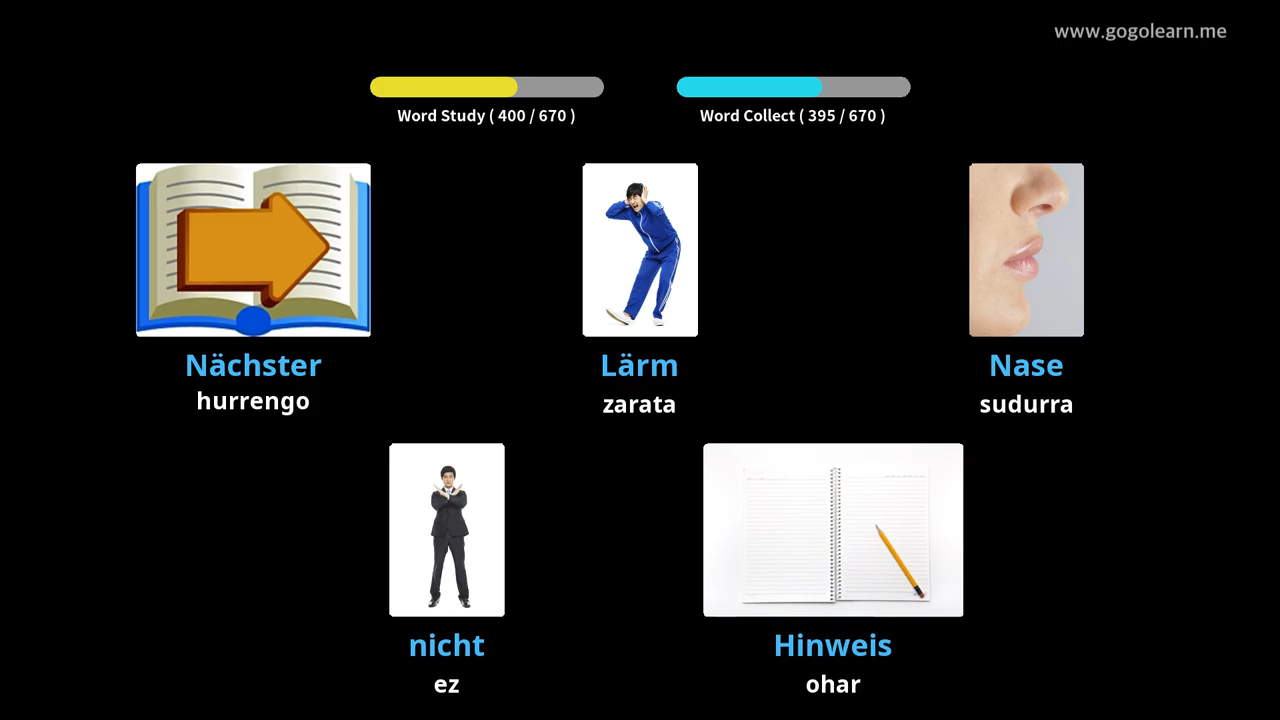 www.gogolearn.me
Word Study ( 400 / 670 )
Word Collect ( 395 / 670 )
Nächster
hurrengo
Lärm
zarata
Nase
sudurra
nicht
ez
Hinweis
ohar